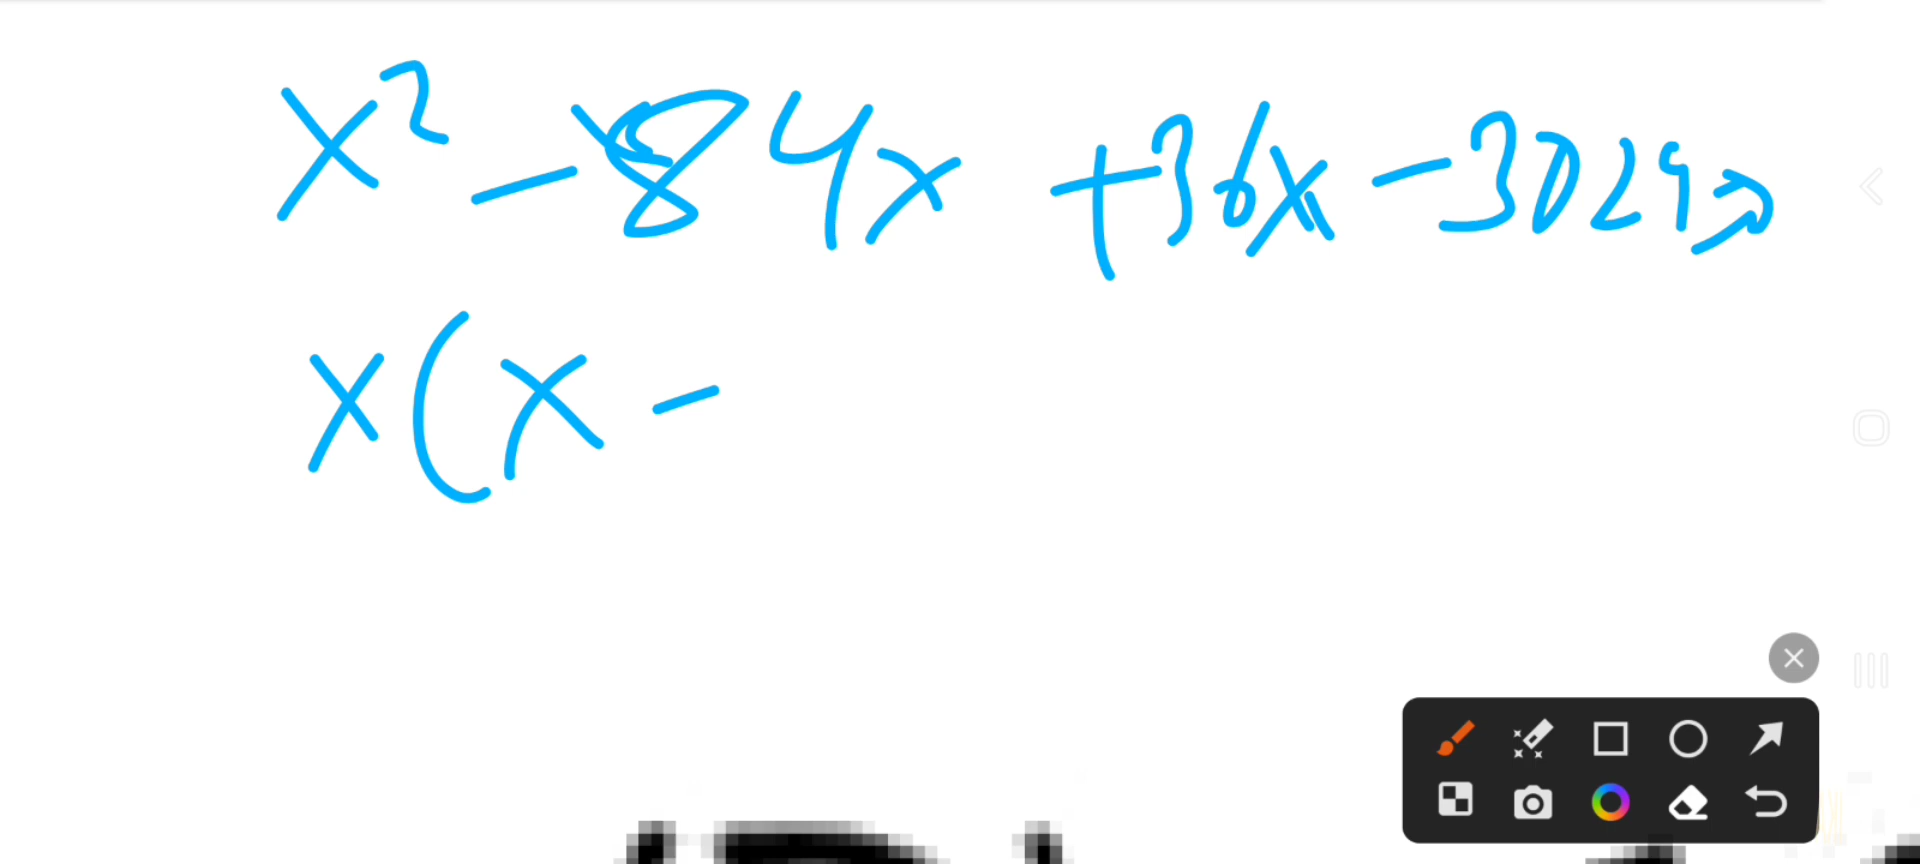 x² - 84x + 36x - 3024
x(x -